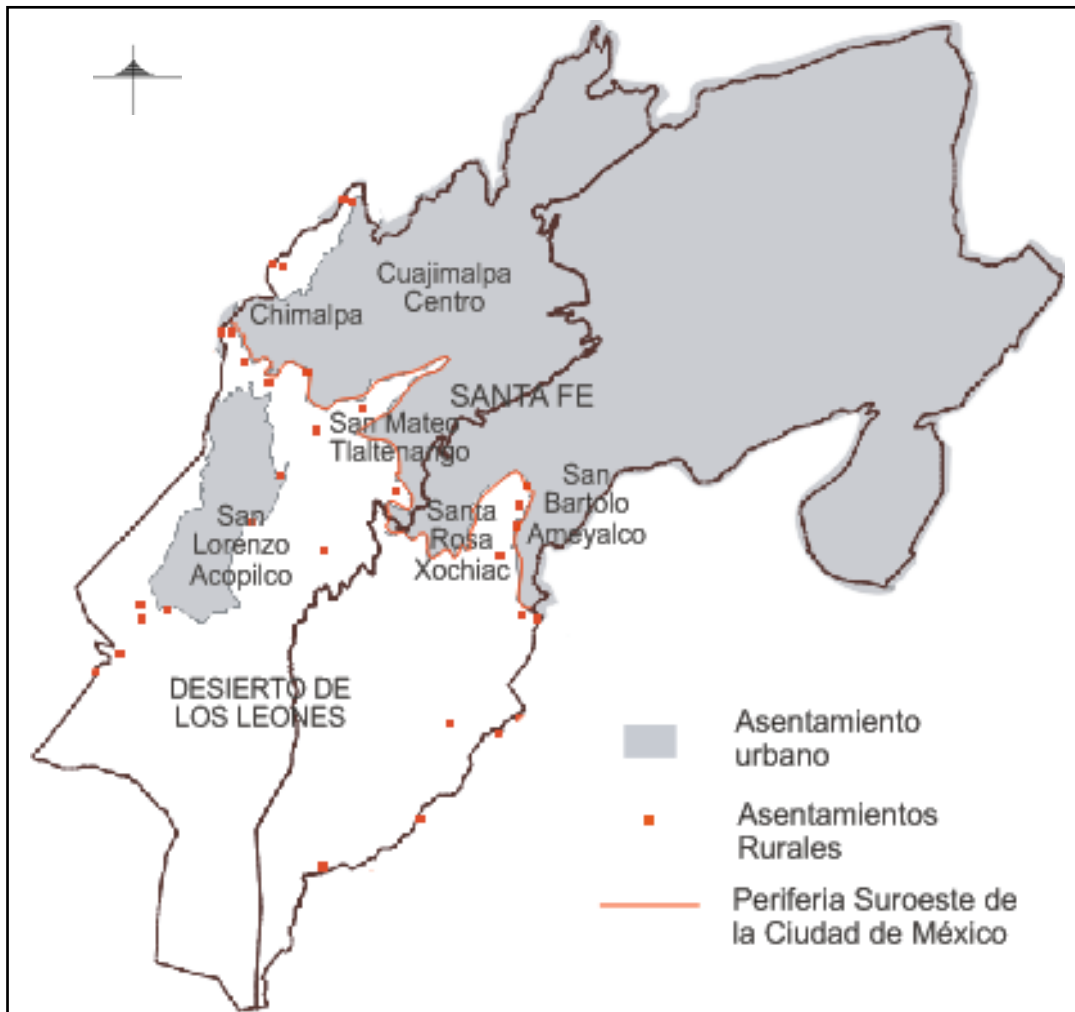 Cuajimalpa
Centro
Chimalpa
SANTA FE
San Mateo
Tlaltenango
San
Bartolo
Ameyalco
Santa
Rosa
Xochiac
San
Lorenzo
Acopilco
DESIERTO DE
LOS LEONES
Asentamiento
urbano
Asentamientos
Rurales
Periferia Suroeste de
la Ciudad de México